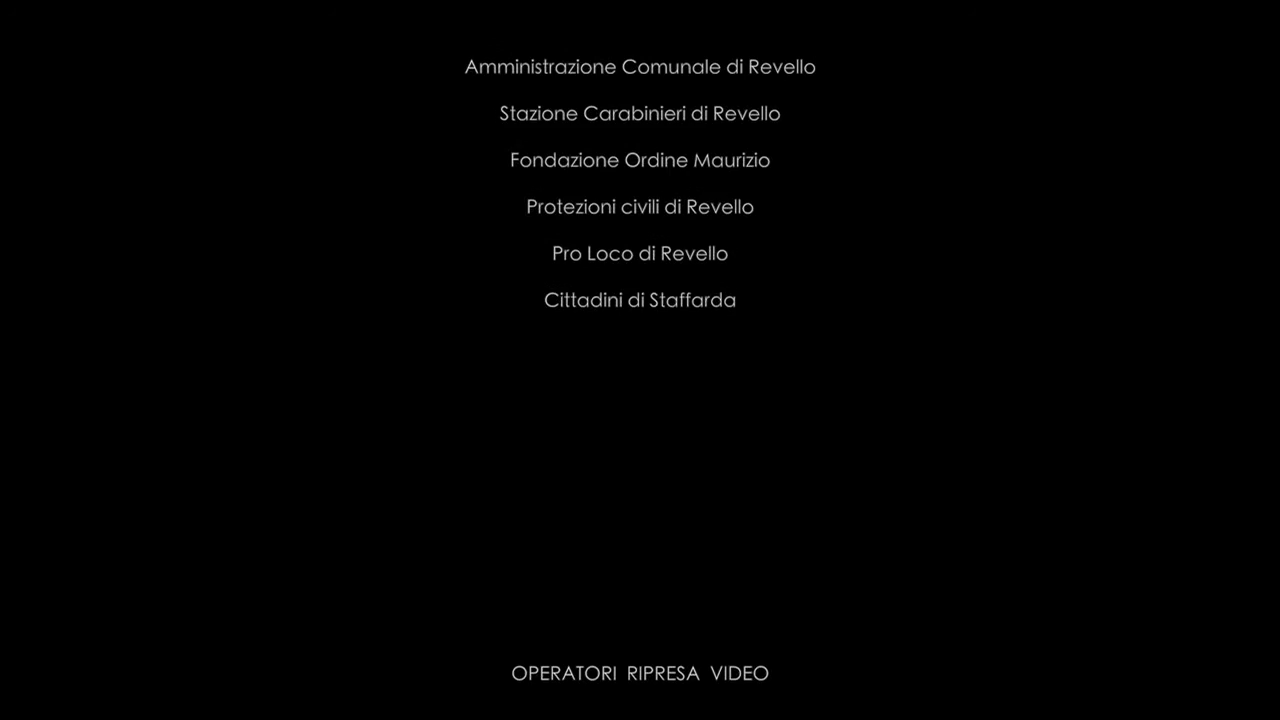 Amministrazione Comunale di Revello
Stazione Carabinieri di Revello
Fondazione Ordine Maurizio
Protezioni civili di Revello
Pro Loco di Revello
Cittadini di Staffarda
OPERATORI RIPRESA VIDEO